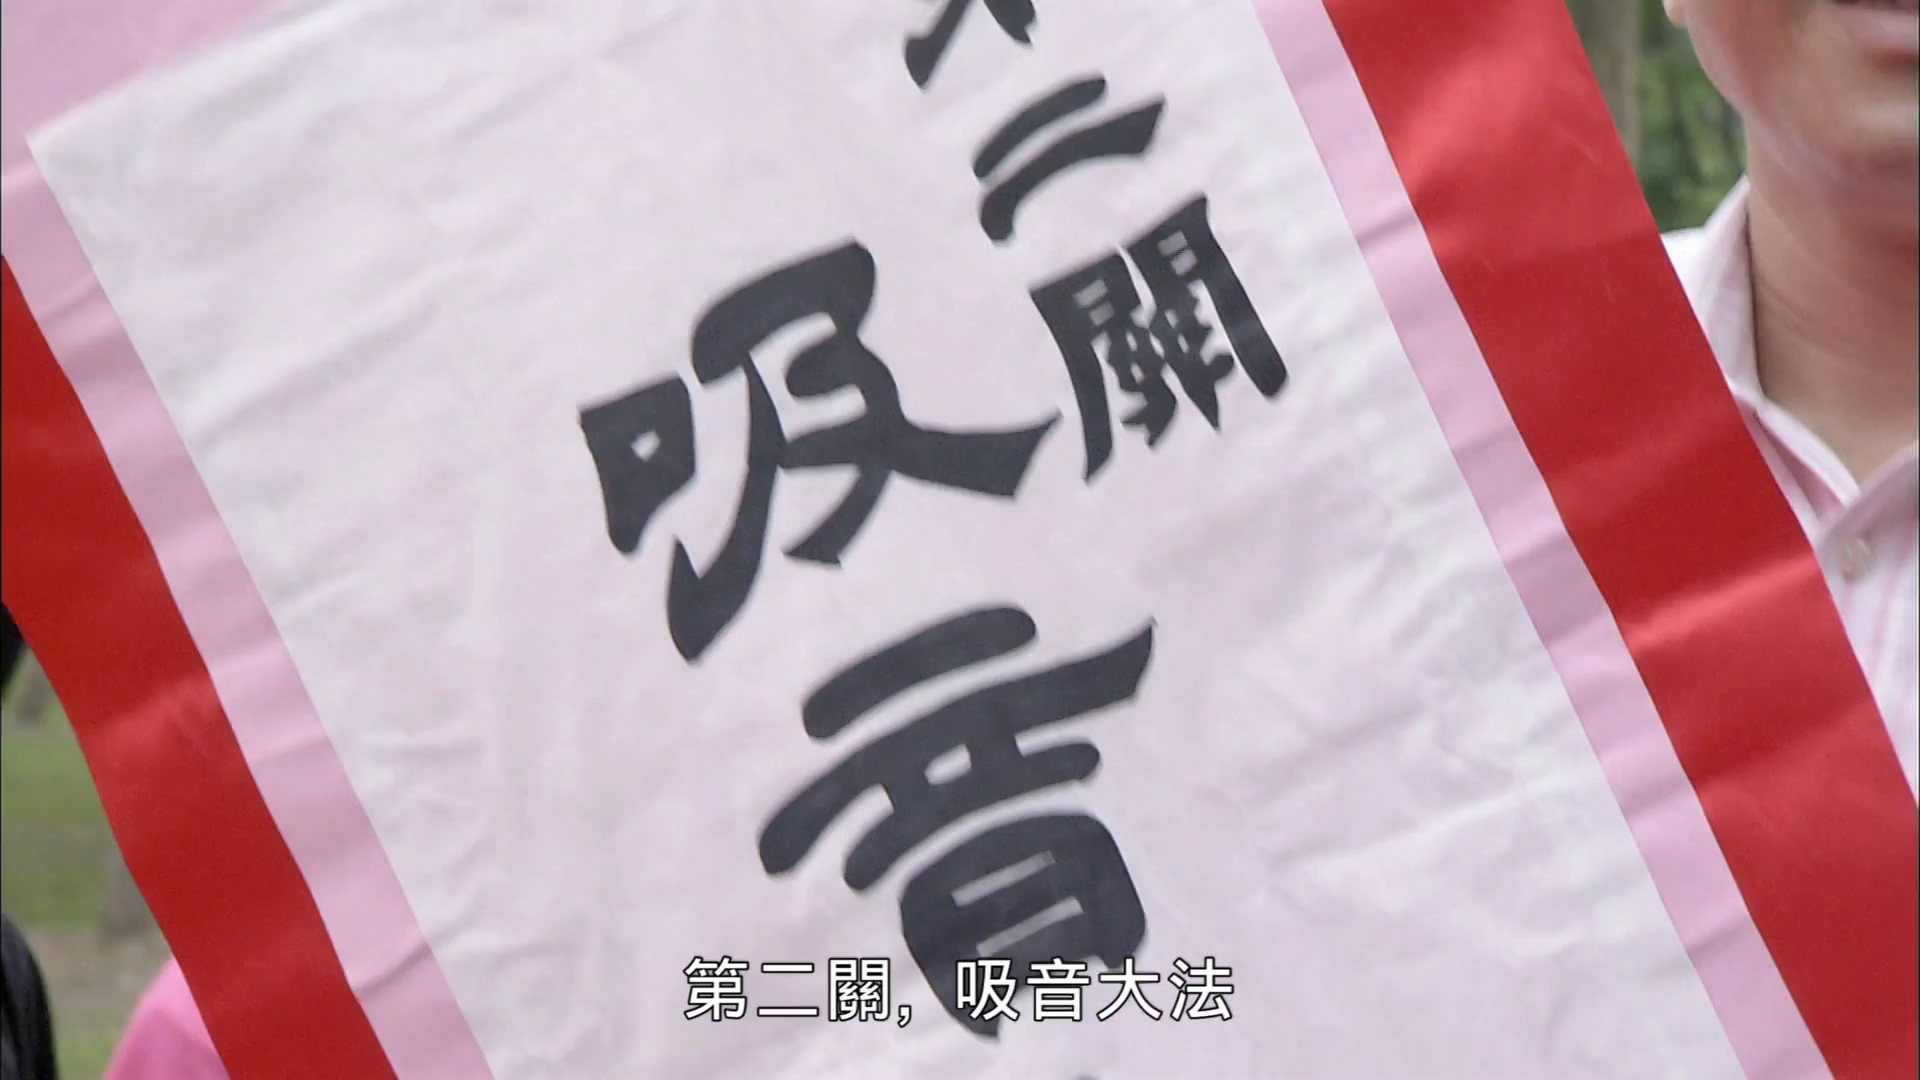 二關
吸音
第二關, 吸音大法